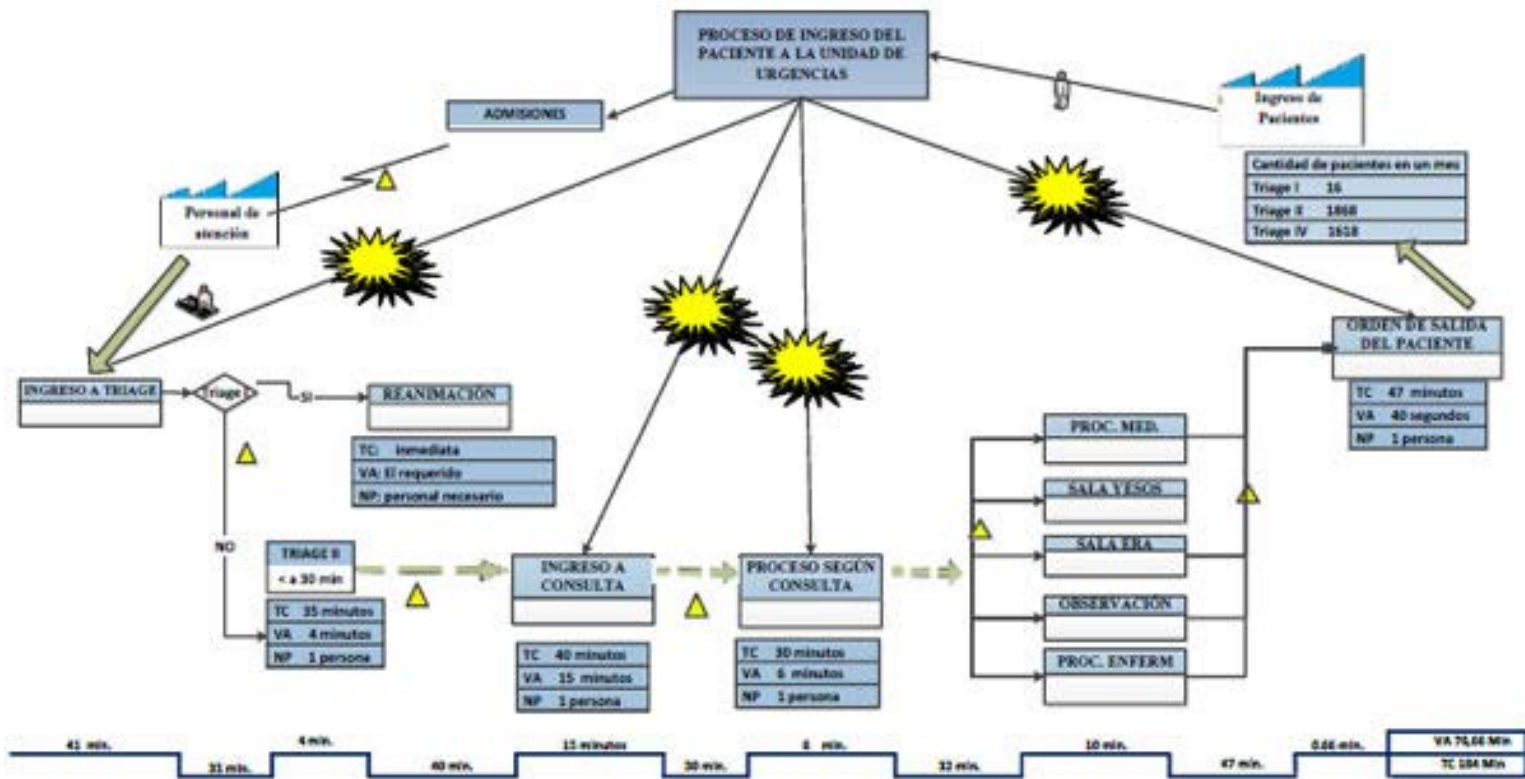 PROCESO DE INGRESO DEL
PACIENTE A LA UNIDAD DE
URGENCIAS
ADMISIONES
Ingreso de
Pacientes
Cantidad de pacientes en un mes
Triage I 16
Triage II 1868
Triage IV 1618
Personal de
atención
INGRESO A TRIAGE
Triage
SI
REANIMACIÓN
TC: inmediata
VA: El requerido
NP: personal necesario
NO
TRIAGE II
< a 30 min
TC 35 minutos
VA 4 minutos
NP 1 persona
INGRESO A
CONSULTA
TC 40 minutos
VA 15 minutos
NP 1 persona
PROCESO SEGÚN
CONSULTA
TC 30 minutos
VA 6 minutos
NP 1 persona
PROC. MED.
SALA YESOS
SALA ERA
OBSERVACIÓN
PROC. ENFERM
ORDEN DE SALIDA
DEL PACIENTE
TC 47 minutos
VA 40 segundos
NP 1 persona
41 min.
31 min.
4 min.
40 min.
15 minutos
30 min.
6 min.
32 min.
10 min.
47 min.
0.66 min.
VA 76,66 Min
TC 184 Min